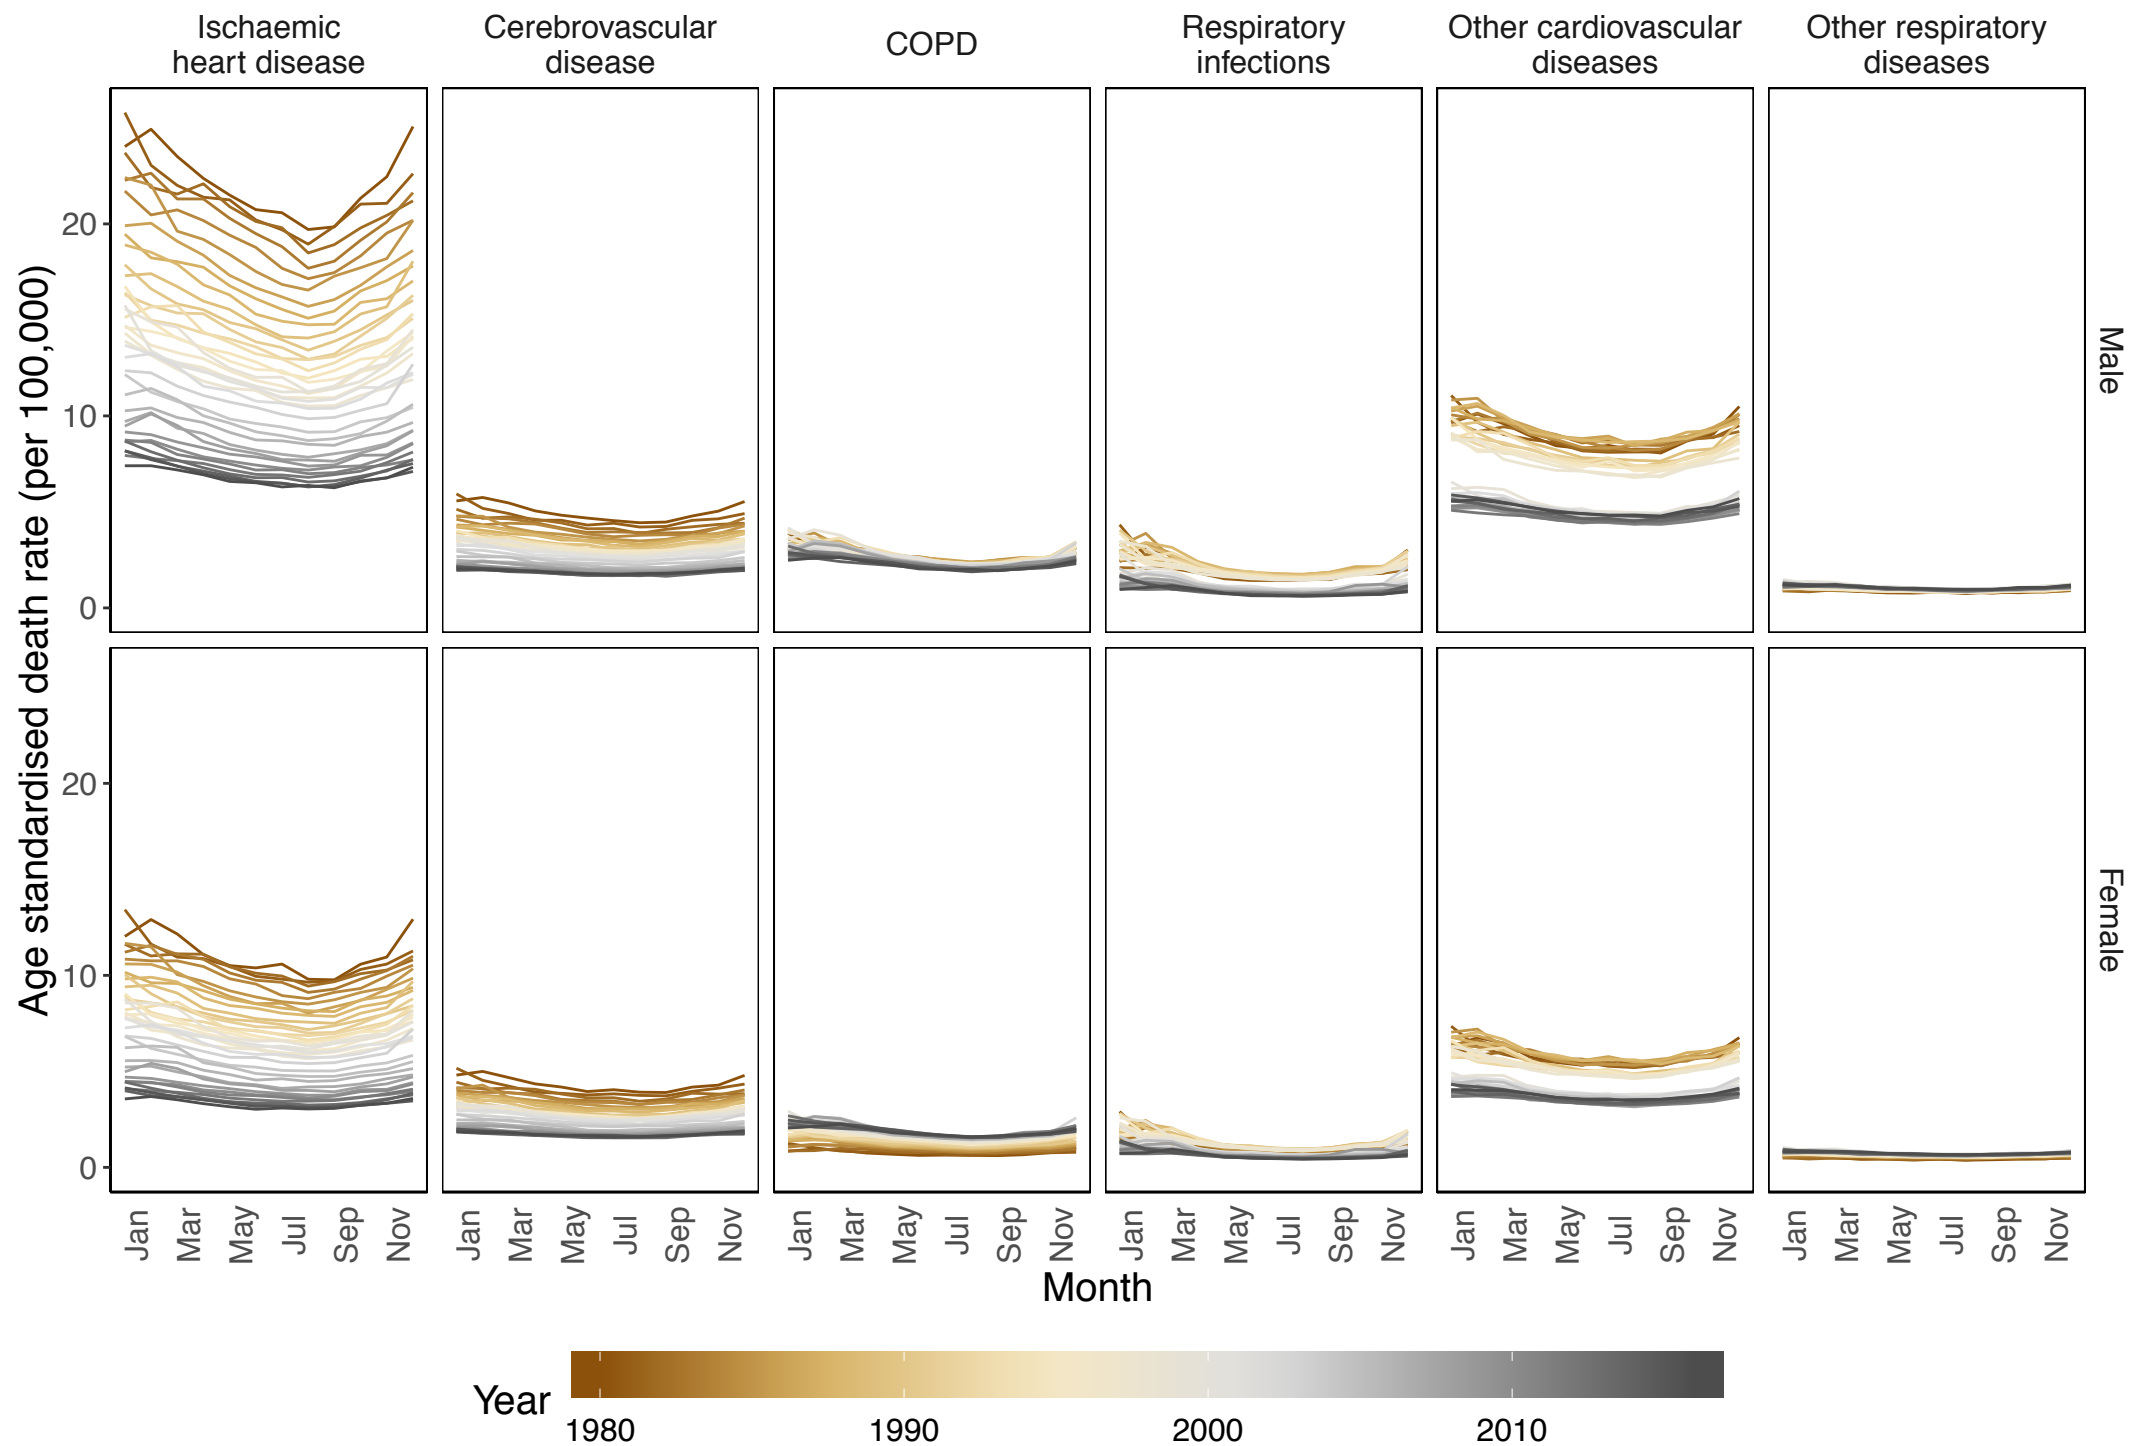 Ischaemic
heart disease
Cerebrovascular
disease
COPD
Respiratory
infections
Other cardiovascular
diseases
Other respiratory
diseases
Age standardised death rate (per 100,000)
20
10
0
Male
20
10
0
Female
Jan Mar May Jul Sep Nov
Jan Mar May Jul Sep Nov
Jan Mar May Jul Sep Nov
Jan Mar May Jul Sep Nov
Jan Mar May Jul Sep Nov
Jan Mar May Jul Sep Nov
Month
Year
1980 1990 2000 2010